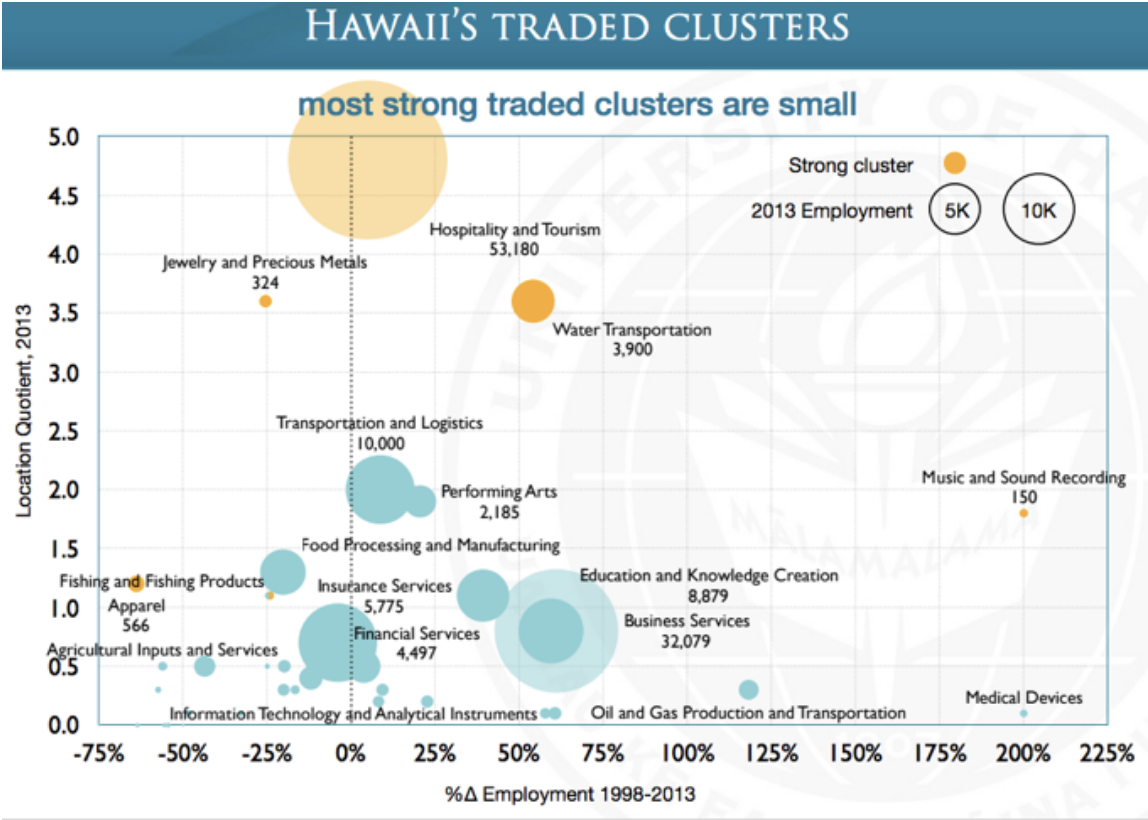 HAWAII'S TRADED CLUSTERS
most strong traded clusters are small
5.0
4.5
4.0
3.5
3.0
2.5
2.0
1.5
1.0
0.5
0.0
Location Quotient, 2013
Strong cluster
2013 Employment
5K
10K
Hospitality and Tourism
53,180
Jewelry and Precious Metals
324
Water Transportation
3,900
Transportation and Logistics
10,000
Performing Arts
2,185
Music and Sound Recording
150
Food Processing and Manufacturing
Fishing and Fishing Products
Insurance Services
5,775
Education and Knowledge Creation
8,879
Apparel
566
Business Services
32,079
Financial Services
4,497
Agricultural Inputs and Services
Medical Devices
Information Technology and Analytical Instruments
Oil and Gas Production and Transportation
-75%
-50%
-25%
0%
25%
50%
75%
100%
125%
150%
175%
200%
225%
%Δ Employment 1998-2013
UNIVERSITY OF HA
MALAMALAMA
1907